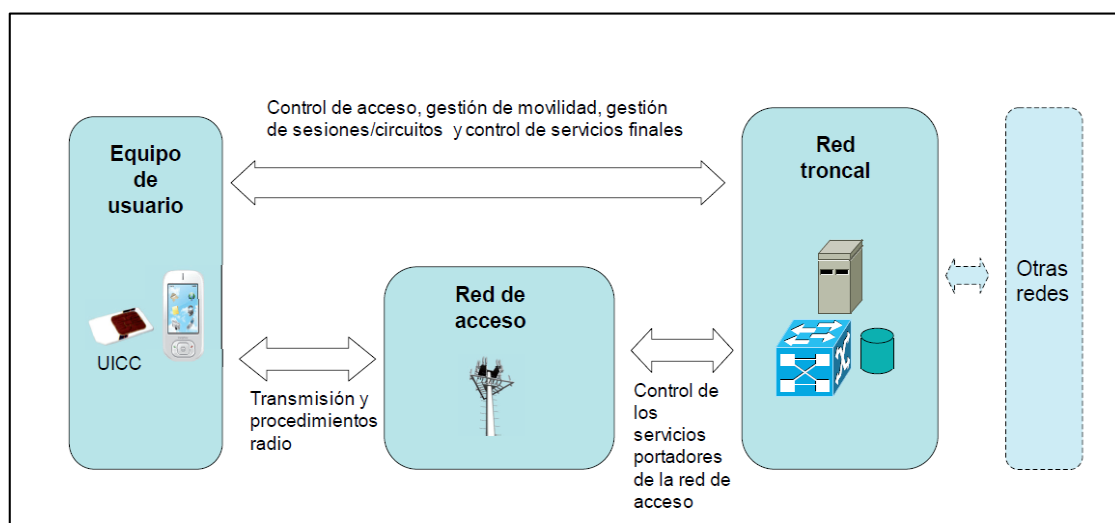 Control de acceso, gestión de movilidad, gestión
de sesiones/circuitos y control de servicios finales
Equipo
de
usuario
UICC
Red
troncal
Otras
redes
Red de
acceso
Transmisión y
procedimientos
radio
Control de
los
servicios
portadores
de la red de
acceso